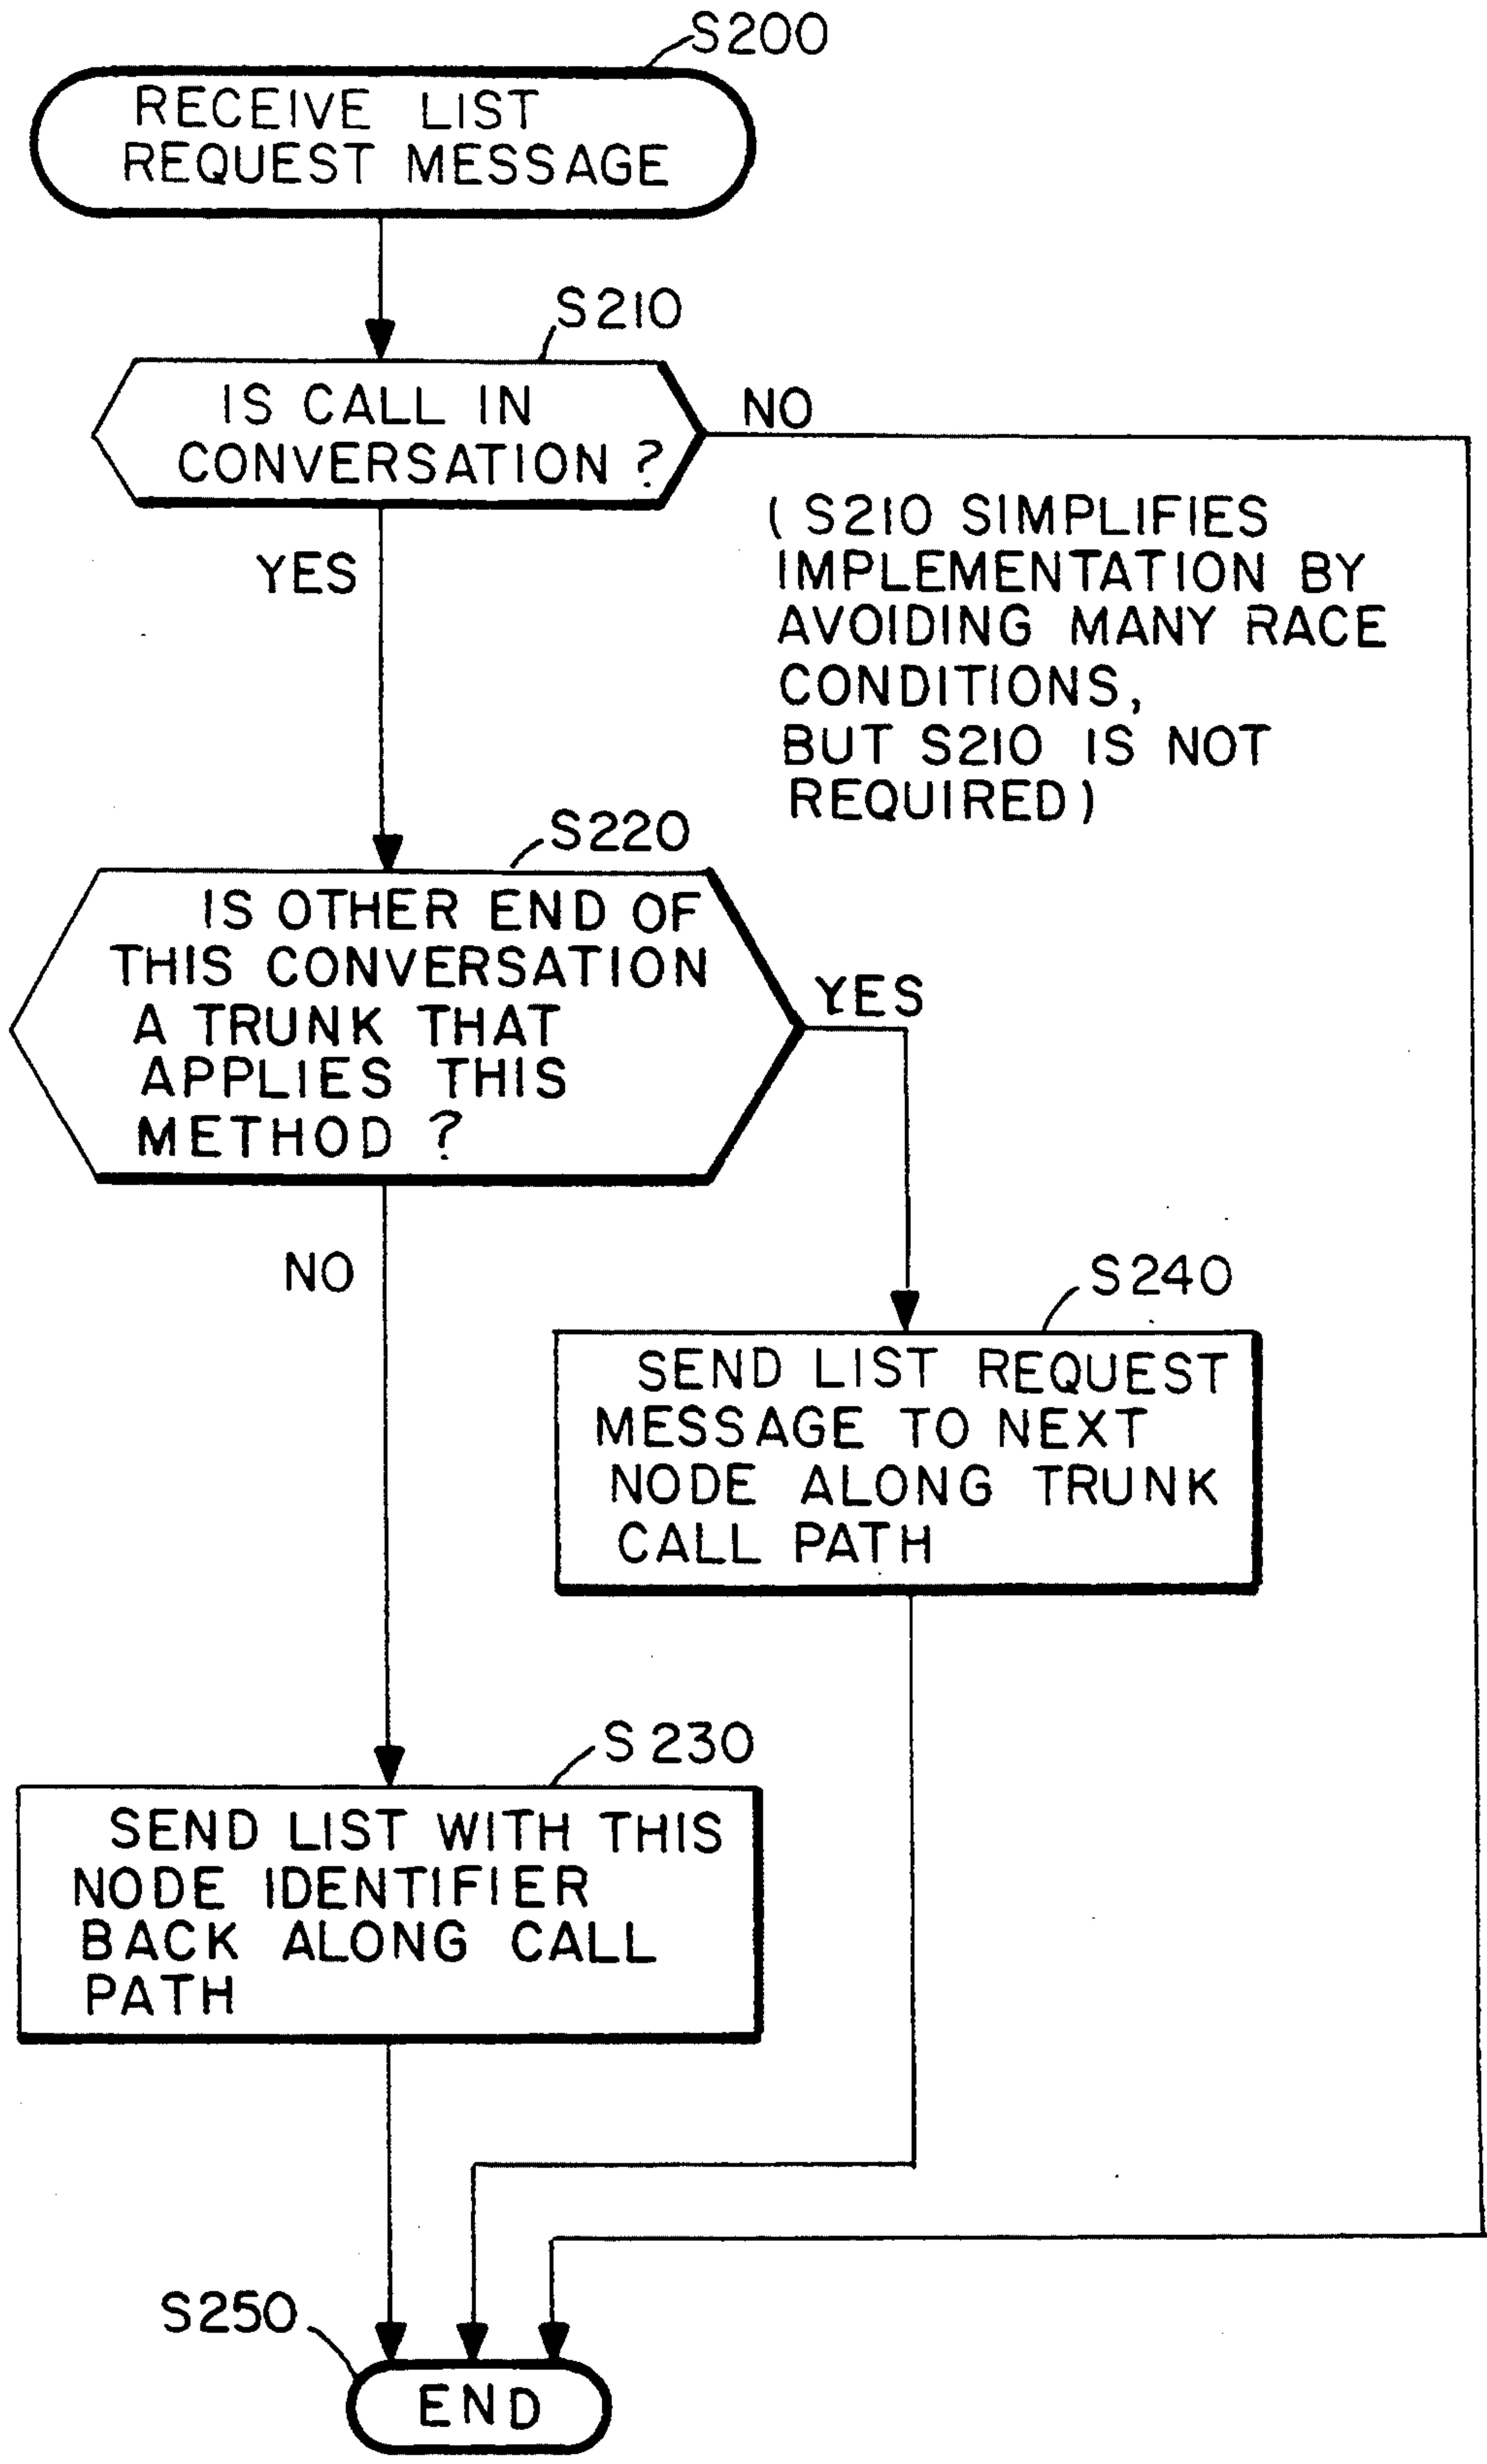 S200
RECEIVE LIST
REQUEST MESSAGE
S210
IS CALL IN
CONVERSATION ?
NO
YES
( S210 SIMPLIFIES
IMPLEMENTATION BY
AVOIDING MANY RACE
CONDITIONS,
BUT S210 IS NOT
REQUIRED )
S220
IS OTHER END OF
THIS CONVERSATION
A TRUNK THAT
APPLIES THIS
METHOD ?
YES
NO
S240
SEND LIST REQUEST
MESSAGE TO NEXT
NODE ALONG TRUNK
CALL PATH
S230
SEND LIST WITH THIS
NODE IDENTIFIER
BACK ALONG CALL
PATH
S250
END